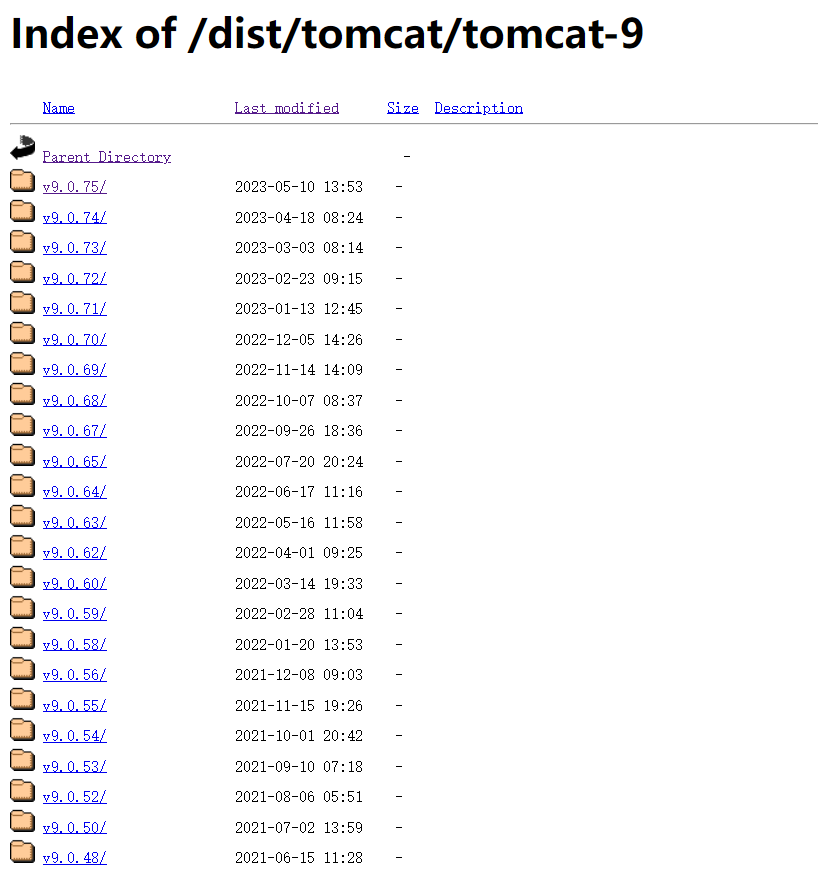 Index of /dist/tomcat/tomcat-9
Name Last modified Size Description
Parent Directory -
v9.0.75/ 2023-05-10 13:53 -
v9.0.74/ 2023-04-18 08:24 -
v9.0.73/ 2023-03-03 08:14 -
v9.0.72/ 2023-02-23 09:15 -
v9.0.71/ 2023-01-13 12:45 -
v9.0.70/ 2022-12-05 14:26 -
v9.0.69/ 2022-11-14 14:09 -
v9.0.68/ 2022-10-07 08:37 -
v9.0.67/ 2022-09-26 18:36 -
v9.0.65/ 2022-07-20 20:24 -
v9.0.64/ 2022-06-17 11:16 -
v9.0.63/ 2022-05-16 11:58 -
v9.0.62/ 2022-04-01 09:25 -
v9.0.60/ 2022-03-14 19:33 -
v9.0.59/ 2022-02-28 11:04 -
v9.0.58/ 2022-01-20 13:53 -
v9.0.56/ 2021-12-08 09:03 -
v9.0.55/ 2021-11-15 19:26 -
v9.0.54/ 2021-10-01 20:42 -
v9.0.53/ 2021-09-10 07:18 -
v9.0.52/ 2021-08-06 05:51 -
v9.0.50/ 2021-07-02 13:59 -
v9.0.48/ 2021-06-15 11:28 -